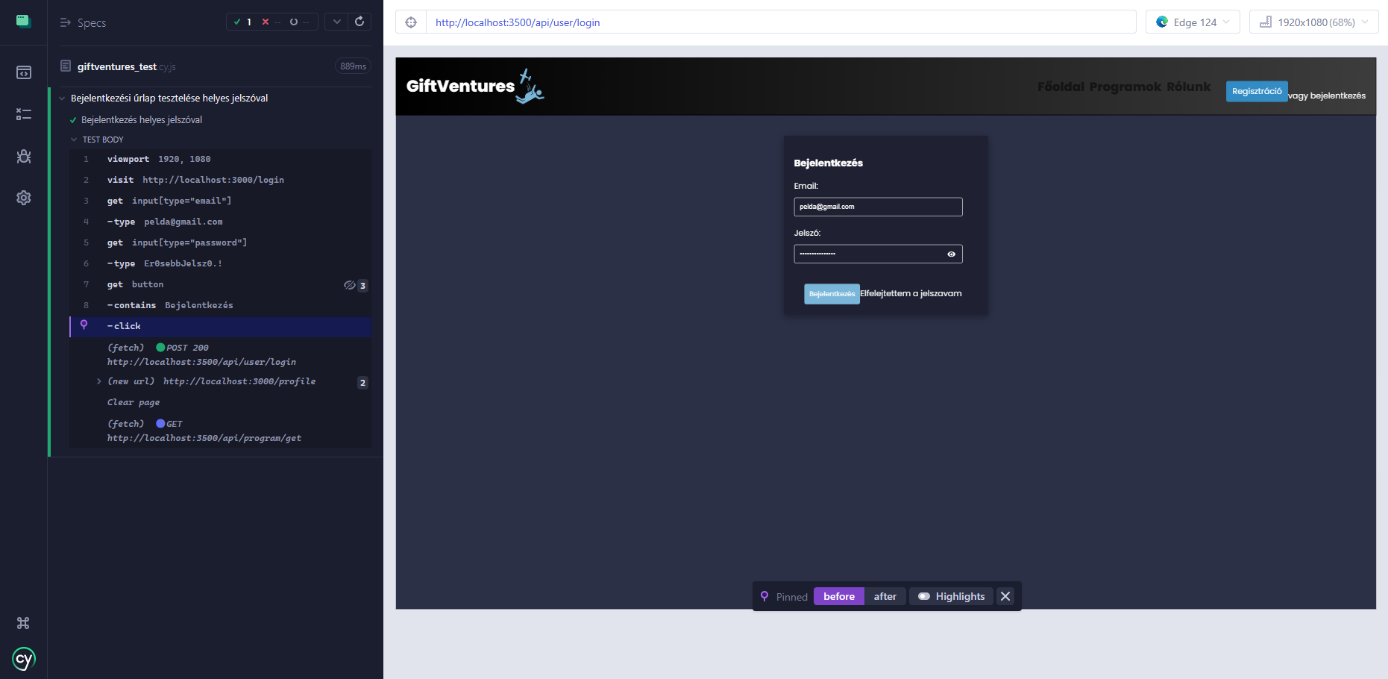 Specs
1 -- --
giftventures_test cy.js 889ms
Bejelentkezési űrlap tesztelése helyes jelszóval
Bejelentkezés helyes jelszóval
TEST BODY
1 viewport 1920, 1080
2 visit http://localhost:3000/login
3 get input[type="email"]
4 -type pelda@gmail.com
5 get input[type="password"]
6 -type Er0sebbJelsz0.!
7 get button 3
8 -contains Bejelentkezés
-click
(fetch) POST 200
http://localhost:3500/api/user/login
(new url) http://localhost:3000/profile 2
Clear page
(fetch) GET
http://localhost:3500/api/program/get
cy
http://localhost:3500/api/user/login Edge 124 1920x1080 (68%)
GiftVentures Főoldal Programok Rólunk Regisztráció vagy bejelentkezés
Bejelentkezés
Email:
pelda@gmail.com
Jelszó:
Bejelentkezés Elfelejtettem a jelszavam
Pinned before after Highlights